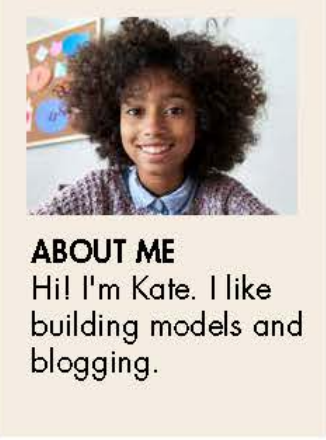 ABOUT ME
Hi! I'm Kate. I like
building models and
blogging.